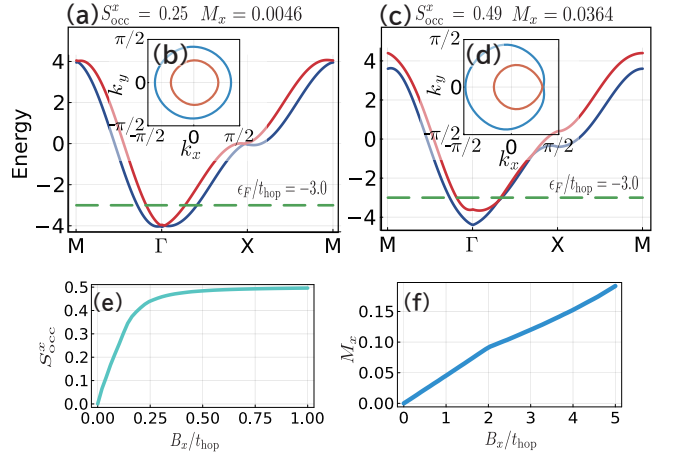 (a) S^x_occ = 0.25 M_x = 0.0046
(c) S^x_occ = 0.49 M_x = 0.0364
Energy
4
2
0
−2
−4
M Γ X M
(b)
π/2
k_y
−π/2
−π/2 0 π/2
k_x
ϵ_F/t_hop = −3.0
4
2
0
−2
−4
M Γ X M
(d)
π/2
k_y
−π/2
−π/2 0 π/2
k_x
ϵ_F/t_hop = −3.0
(e)
S^x_occ
0.5
0.4
0.3
0.2
0.1
0.0
0.00 0.25 0.50 0.75 1.00
B_x/t_hop
(f)
M_x
0.15
0.10
0.05
0.00
0 1 2 3 4 5
B_x/t_hop